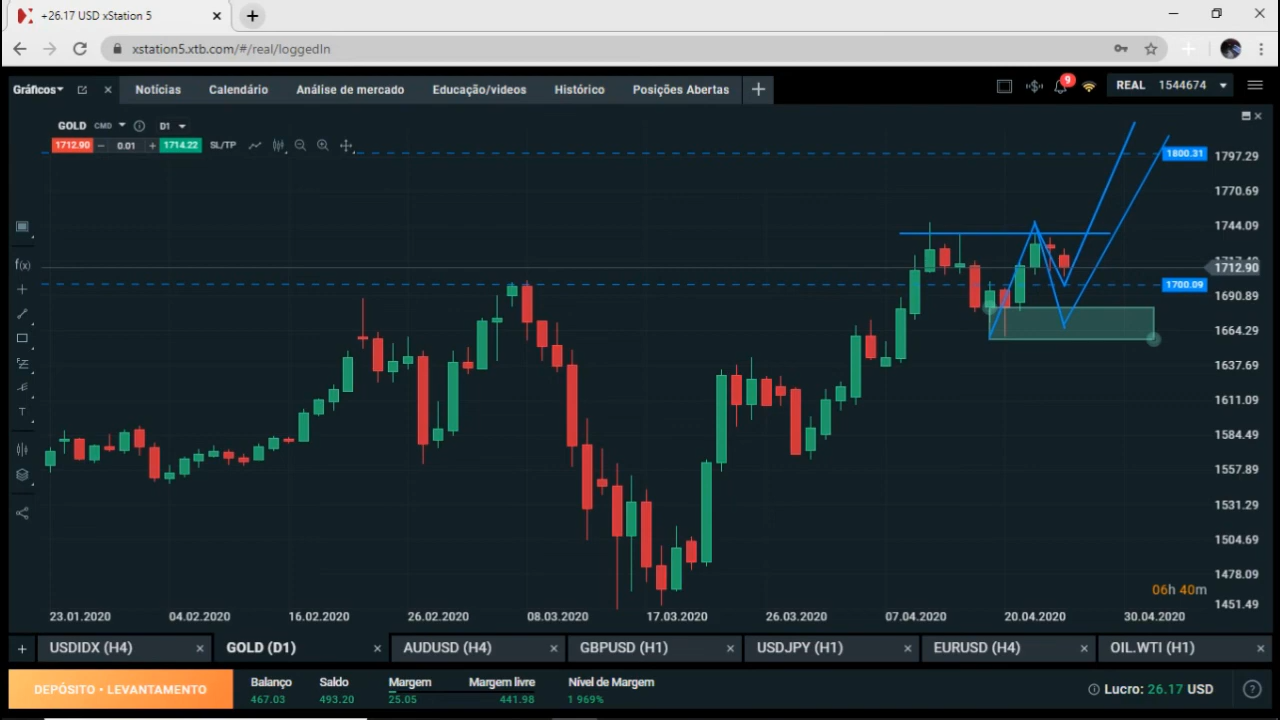 +26.17 USD xStation 5
xstation5.xtb.com/#/real/loggedIn
Gráficos
Notícias
Calendário
Análise de mercado
Educação/videos
Histórico
Posições Abertas
9
REAL 1544674
GOLD CMD D1
1712.90 − 0.01 + 1714.22 SL/TP
1800.31
1797.29
1770.69
1744.09
1712.90
1700.09
1690.89
1664.29
1637.69
1611.09
1584.49
1557.89
1531.29
1504.69
1478.09
1451.49
f(x)
T
06h 40m
23.01.2020 04.02.2020 16.02.2020 26.02.2020 08.03.2020 17.03.2020 26.03.2020 07.04.2020 20.04.2020 30.04.2020
+ USDIDX (H4) × GOLD (D1) × AUDUSD (H4) × GBPUSD (H1) × USDJPY (H1) × EURUSD (H4) × OIL.WTI (H1) ×
DEPÓSITO • LEVANTAMENTO
Balanço Saldo Margem Margem livre Nível de Margem
467.03 493.20 25.05 441.98 1 969%
Lucro: 26.17 USD
?